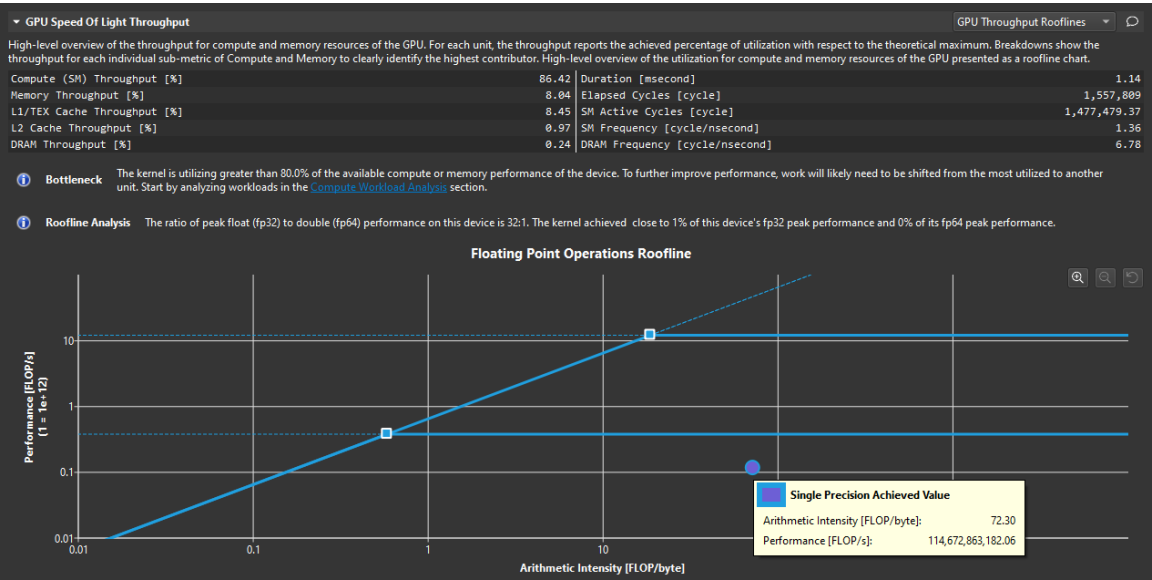 GPU Speed Of Light Throughput
GPU Throughput Rooflines
High-level overview of the throughput for compute and memory resources of the GPU. For each unit, the throughput reports the achieved percentage of utilization with respect to the theoretical maximum. Breakdowns show the
throughput for each individual sub-metric of Compute and Memory to clearly identify the highest contributor. High-level overview of the utilization for compute and memory resources of the GPU presented as a roofline chart.
Compute (SM) Throughput [%] 86.42 Duration [msecond] 1.14
Memory Throughput [%] 8.04 Elapsed Cycles [cycle] 1,557,809
L1/TEX Cache Throughput [%] 8.45 SM Active Cycles [cycle] 1,477,479.37
L2 Cache Throughput [%] 0.97 SM Frequency [cycle/nsecond] 1.36
DRAM Throughput [%] 0.24 DRAM Frequency [cycle/nsecond] 6.78
Bottleneck
The kernel is utilizing greater than 80.0% of the available compute or memory performance of the device. To further improve performance, work will likely need to be shifted from the most utilized to another
unit. Start by analyzing workloads in the Compute Workload Analysis section.
Roofline Analysis The ratio of peak float (fp32) to double (fp64) performance on this device is 32:1. The kernel achieved close to 1% of this device's fp32 peak performance and 0% of its fp64 peak performance.
Floating Point Operations Roofline
Performance [FLOP/s]
(1 = 1e+12)
10
1
0.1
0.01
0.01 0.1 1 10
Single Precision Achieved Value
Arithmetic Intensity [FLOP/byte]: 72.30
Performance [FLOP/s]: 114,672,863,182.06
Arithmetic Intensity [FLOP/byte]